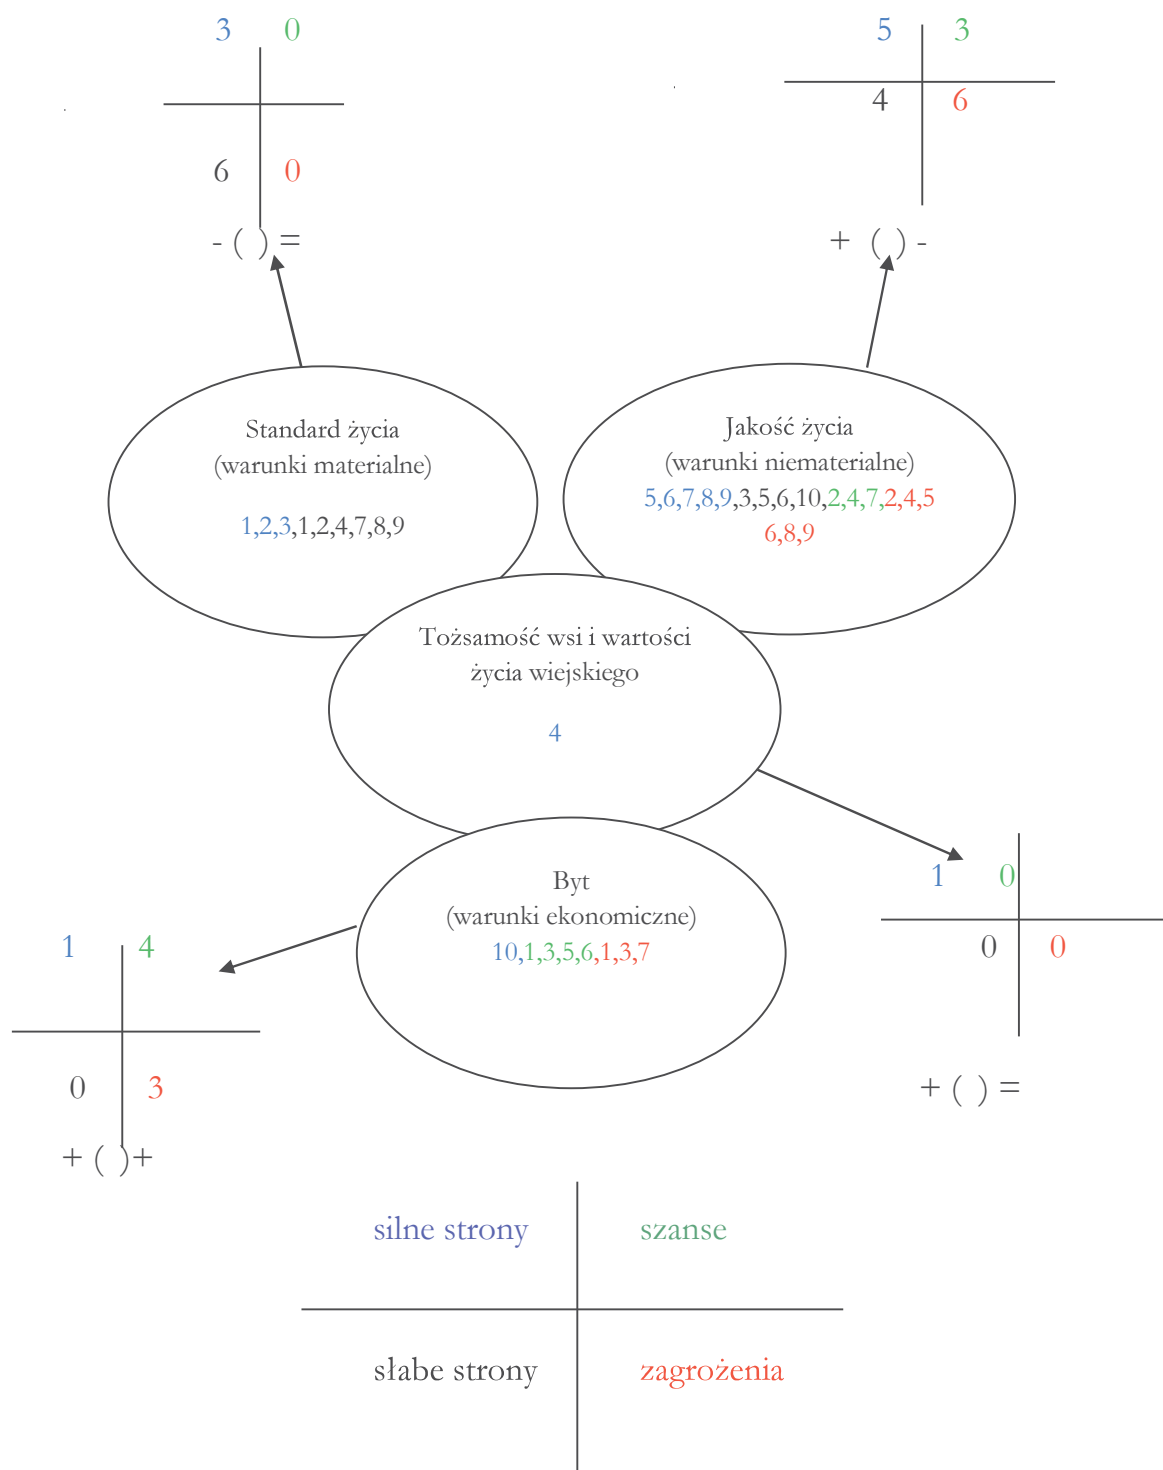 3 0
6 0
- ( ) =
5 3
4 6
+ ( ) -
Standard życia
(warunki materialne)
1,2,3,1,2,4,7,8,9
Jakość życia
(warunki niematerialne)
5,6,7,8,9,3,5,6,10,2,4,7,2,4,5
6,8,9
Tożsamość wsi i wartości
życia wiejskiego
4
1 0
0 0
+ ( ) =
Byt
(warunki ekonomiczne)
10,1,3,5,6,1,3,7
1 4
0 3
+ ( )+
silne strony szanse
słabe strony zagrożenia